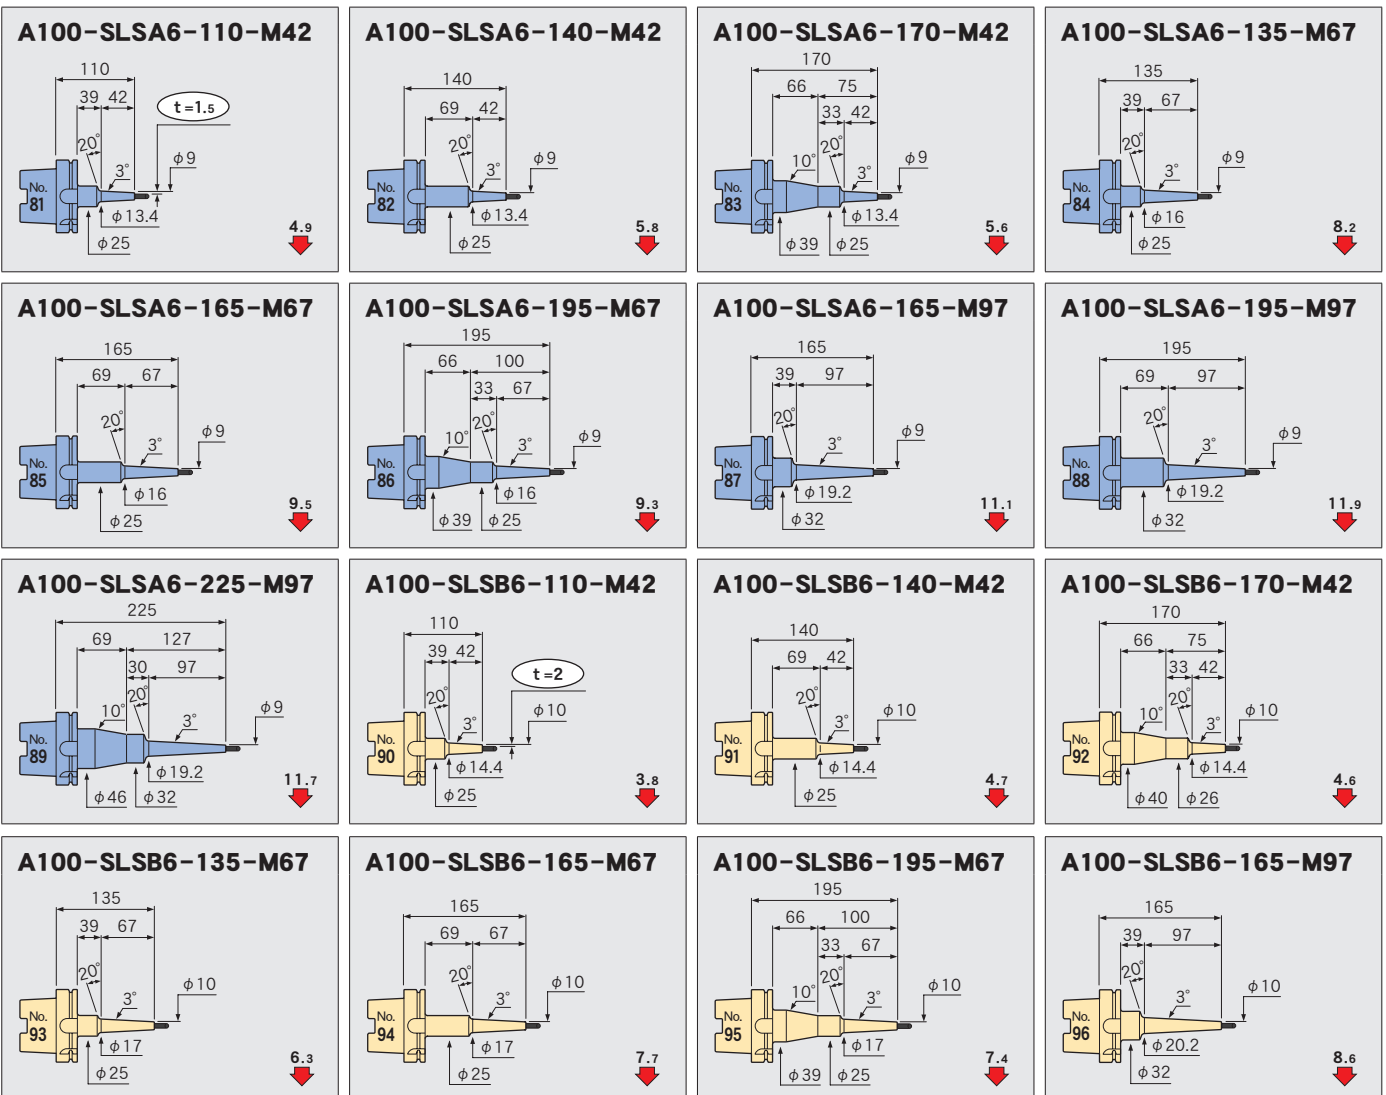 A100-SLSA6-110-M42
110
39 42
t=1.5
20°
3°
φ9
No.
81
φ13.4
φ25
4.9
A100-SLSA6-140-M42
140
69 42
20°
3°
φ9
No.
82
φ13.4
φ25
5.8
A100-SLSA6-170-M42
170
66 75
33 42
10° 20°
3°
φ9
No.
83
φ13.4
φ39 φ25
5.6
A100-SLSA6-135-M67
135
39 67
20°
3°
φ9
No.
84
φ16
φ25
8.2
A100-SLSA6-165-M67
165
69 67
20°
3°
φ9
No.
85
φ16
φ25
9.5
A100-SLSA6-195-M67
195
66 100
33 67
20°
10° 3°
φ9
No.
86
φ16
φ39 φ25
9.3
A100-SLSA6-165-M97
165
39 97
20°
3°
φ9
No.
87
φ19.2
φ32
11.1
A100-SLSA6-195-M97
195
69 97
20°
3°
φ9
No.
88
φ19.2
φ32
11.9
A100-SLSA6-225-M97
225
69 127
30 97
20°
10° 3°
φ9
No.
89
φ19.2
φ46 φ32
11.7
A100-SLSB6-110-M42
110
39 42
t=2
20°
3°
φ10
No.
90
φ14.4
φ25
3.8
A100-SLSB6-140-M42
140
69 42
20°
3°
φ10
No.
91
φ14.4
φ25
4.7
A100-SLSB6-170-M42
170
66 75
33 42
20°
10° 3°
φ10
No.
92
φ14.4
φ40 φ26
4.6
A100-SLSB6-135-M67
135
39 67
20°
3°
φ10
No.
93
φ17
φ25
6.3
A100-SLSB6-165-M67
165
69 67
20°
3°
φ10
No.
94
φ17
φ25
7.7
A100-SLSB6-195-M67
195
66 100
33 67
20°
10° 3°
φ10
No.
95
φ17
φ39 φ25
7.4
A100-SLSB6-165-M97
165
39 97
20°
3°
φ10
No.
96
φ20.2
φ32
8.6